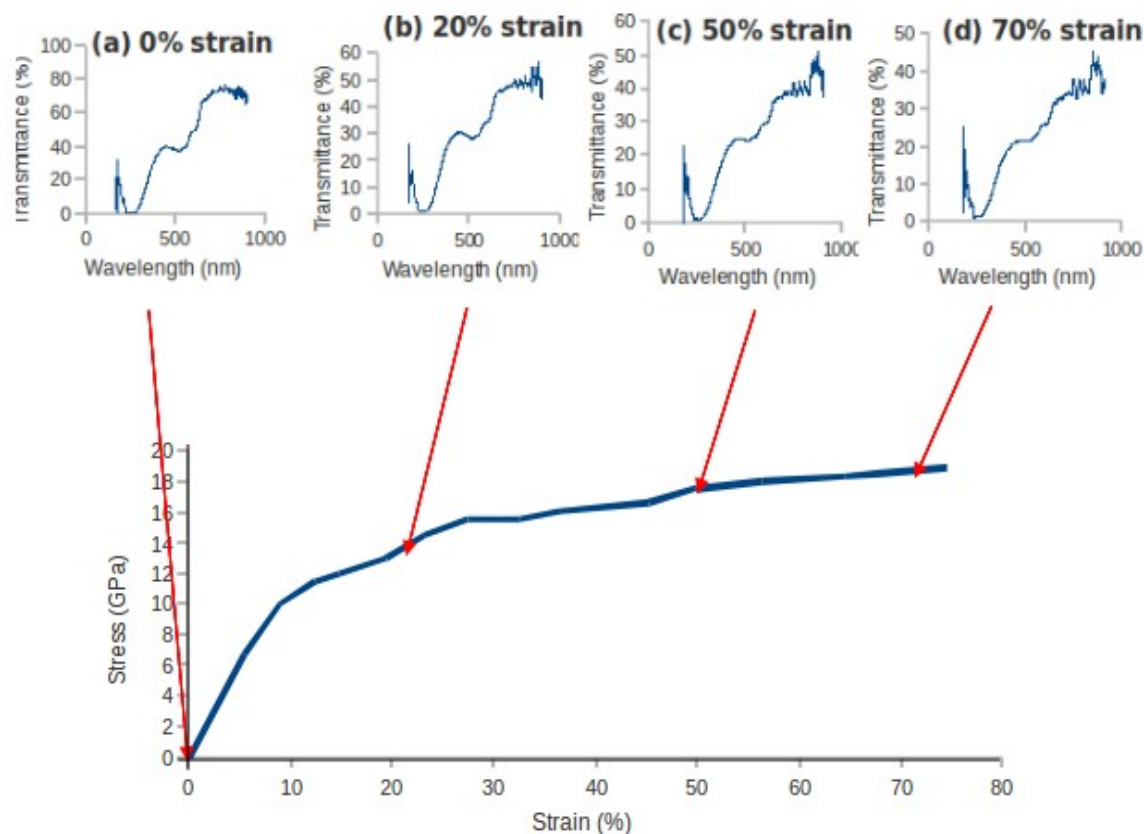 (a) 0% strain
100
80
60
40
20
0
0 500 1000
Transmittance (%)
Wavelength (nm)
(b) 20% strain
60
50
40
30
20
10
0
0 500 1000
Transmittance (%)
Wavelength (nm)
(c) 50% strain
60
50
40
30
20
10
0
0 500 1000
Transmittance (%)
Wavelength (nm)
(d) 70% strain
50
40
30
20
10
0
0 500 1000
Transmittance (%)
Wavelength (nm)
20
18
16
14
12
10
8
6
4
2
0
0 10 20 30 40 50 60 70 80
Stress (GPa)
Strain (%)